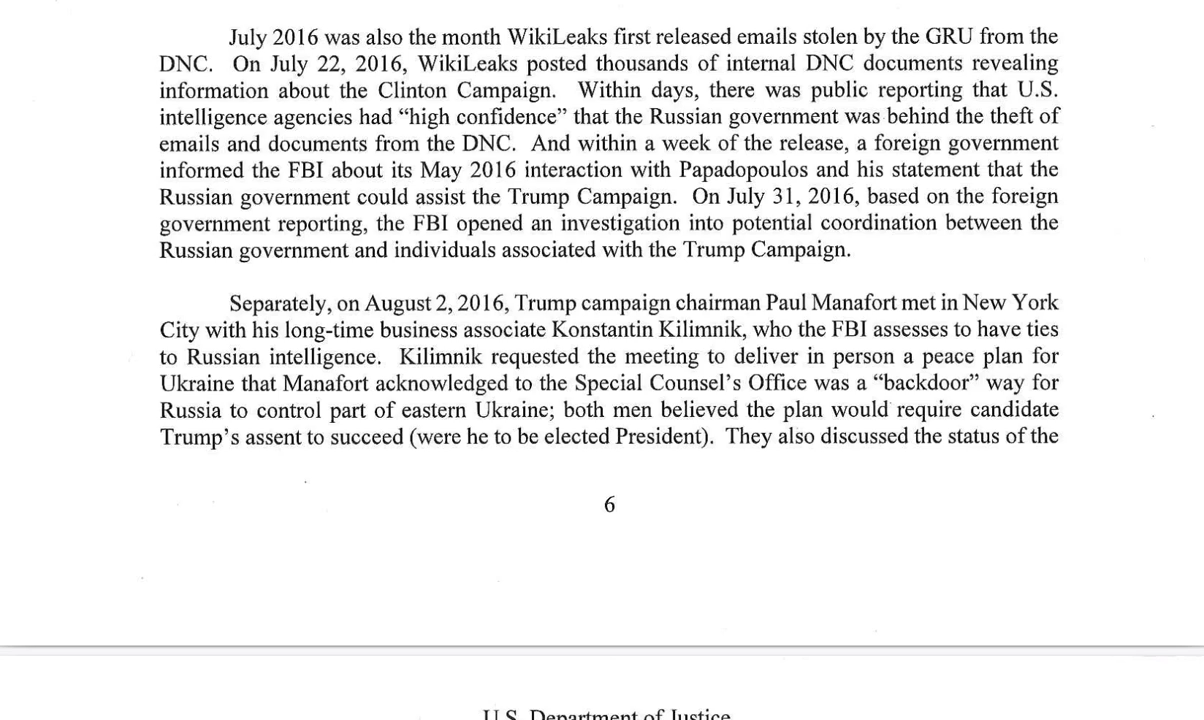 July 2016 was also the month WikiLeaks first released emails stolen by the GRU from the
DNC. On July 22, 2016, WikiLeaks posted thousands of internal DNC documents revealing
information about the Clinton Campaign. Within days, there was public reporting that U.S.
intelligence agencies had “high confidence” that the Russian government was behind the theft of
emails and documents from the DNC. And within a week of the release, a foreign government
informed the FBI about its May 2016 interaction with Papadopoulos and his statement that the
Russian government could assist the Trump Campaign. On July 31, 2016, based on the foreign
government reporting, the FBI opened an investigation into potential coordination between the
Russian government and individuals associated with the Trump Campaign.
Separately, on August 2, 2016, Trump campaign chairman Paul Manafort met in New York
City with his long-time business associate Konstantin Kilimnik, who the FBI assesses to have ties
to Russian intelligence. Kilimnik requested the meeting to deliver in person a peace plan for
Ukraine that Manafort acknowledged to the Special Counsel’s Office was a “backdoor” way for
Russia to control part of eastern Ukraine; both men believed the plan would require candidate
Trump’s assent to succeed (were he to be elected President). They also discussed the status of the
6
U.S. Department of Justice